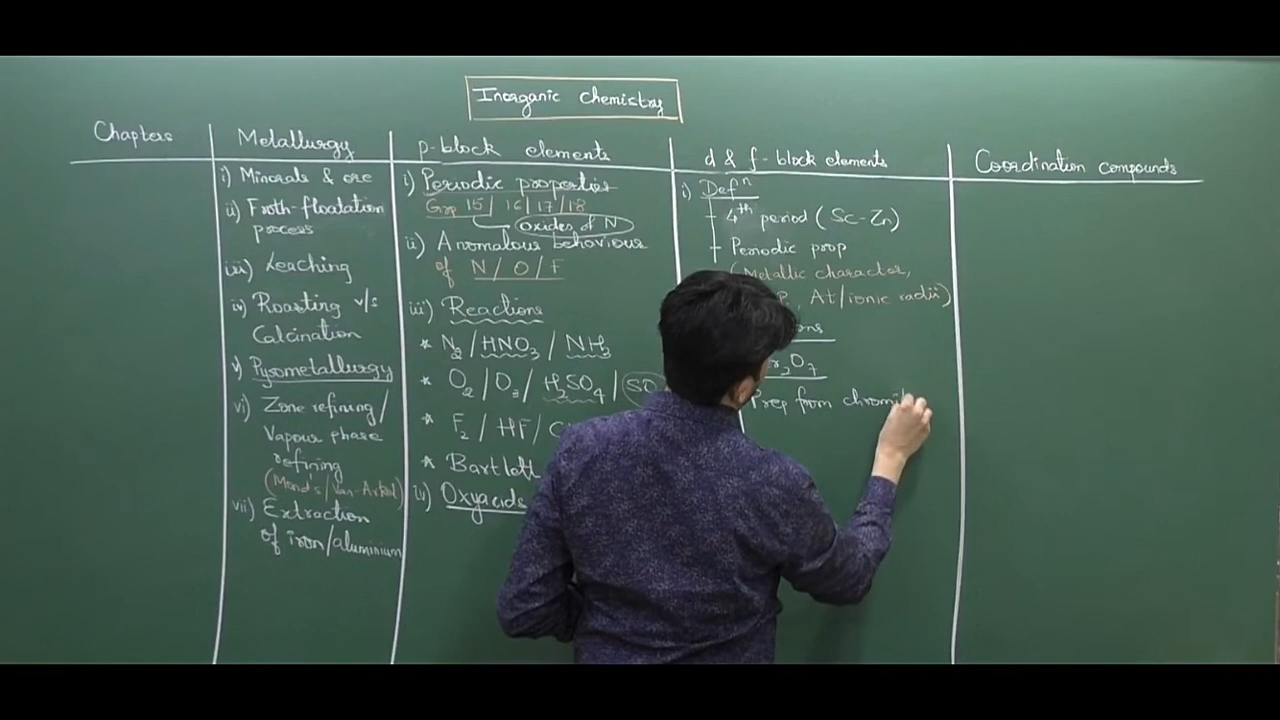 Inorganic chemistry
Chapters
Metallurgy
i) Minerals & ore
ii) Froth-floatation
process
iii) Leaching
iv) Roasting v/s
Calcination
v) Pyrometallurgy
vi) Zone refining/
Vapour phase
refining
(Mond's/Van-Arkel)
vii) Extraction
of iron/aluminium
p-block elements
i) Periodic properties
Grp 15/16/17/18
oxides of N
ii) Anomalous behaviour
of N/O/F
iii) Reactions
* N₂/HNO₃/NH₃
* O₂/O₃/H₂SO₄/SO
* F₂/HF/C
* Bartlett
iv) Oxyacids
d & f-block elements
i) Defⁿ
4th period (Sc-Zn)
Periodic prop
(Metallic character,
, At/ionic radii)
ons
r₂O₇
Prep from chromit
Coordination compounds